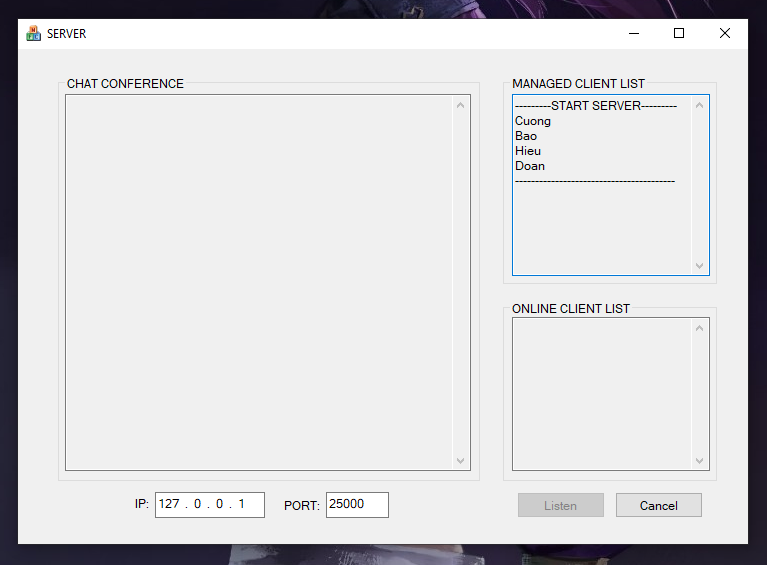 SERVER
CHAT CONFERENCE
MANAGED CLIENT LIST
---------START SERVER---------
Cuong
Bao
Hieu
Doan
----------------------------------------
ONLINE CLIENT LIST
IP: 127 . 0 . 0 . 1 PORT: 25000 Listen Cancel